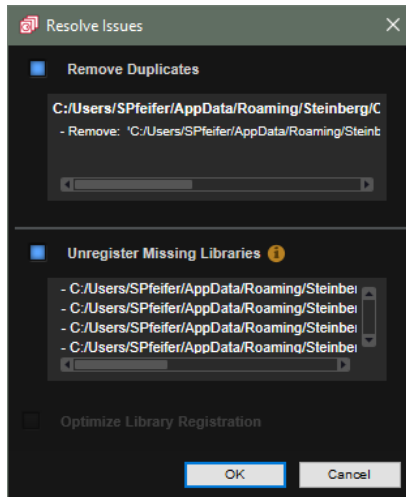 Resolve Issues
Remove Duplicates
C:/Users/SPfeifer/AppData/Roaming/Steinberg/C
- Remove: 'C:/Users/SPfeifer/AppData/Roaming/Steinb
Unregister Missing Libraries
- C:/Users/SPfeifer/AppData/Roaming/Steinber
- C:/Users/SPfeifer/AppData/Roaming/Steinber
- C:/Users/SPfeifer/AppData/Roaming/Steinber
- C:/Users/SPfeifer/AppData/Roaming/Steinber
Optimize Library Registration
OK Cancel